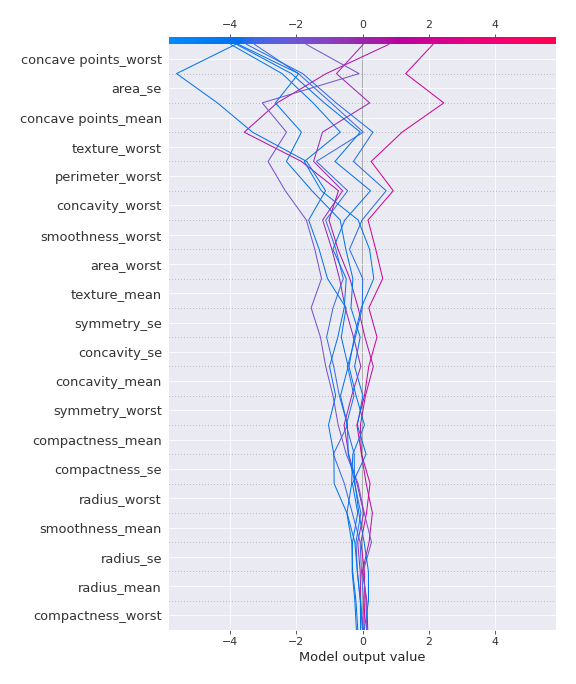 −4 −2 0 2 4
concave points_worst
area_se
concave points_mean
texture_worst
perimeter_worst
concavity_worst
smoothness_worst
area_worst
texture_mean
symmetry_se
concavity_se
concavity_mean
symmetry_worst
compactness_mean
compactness_se
radius_worst
smoothness_mean
radius_se
radius_mean
compactness_worst
−4 −2 0 2 4
Model output value